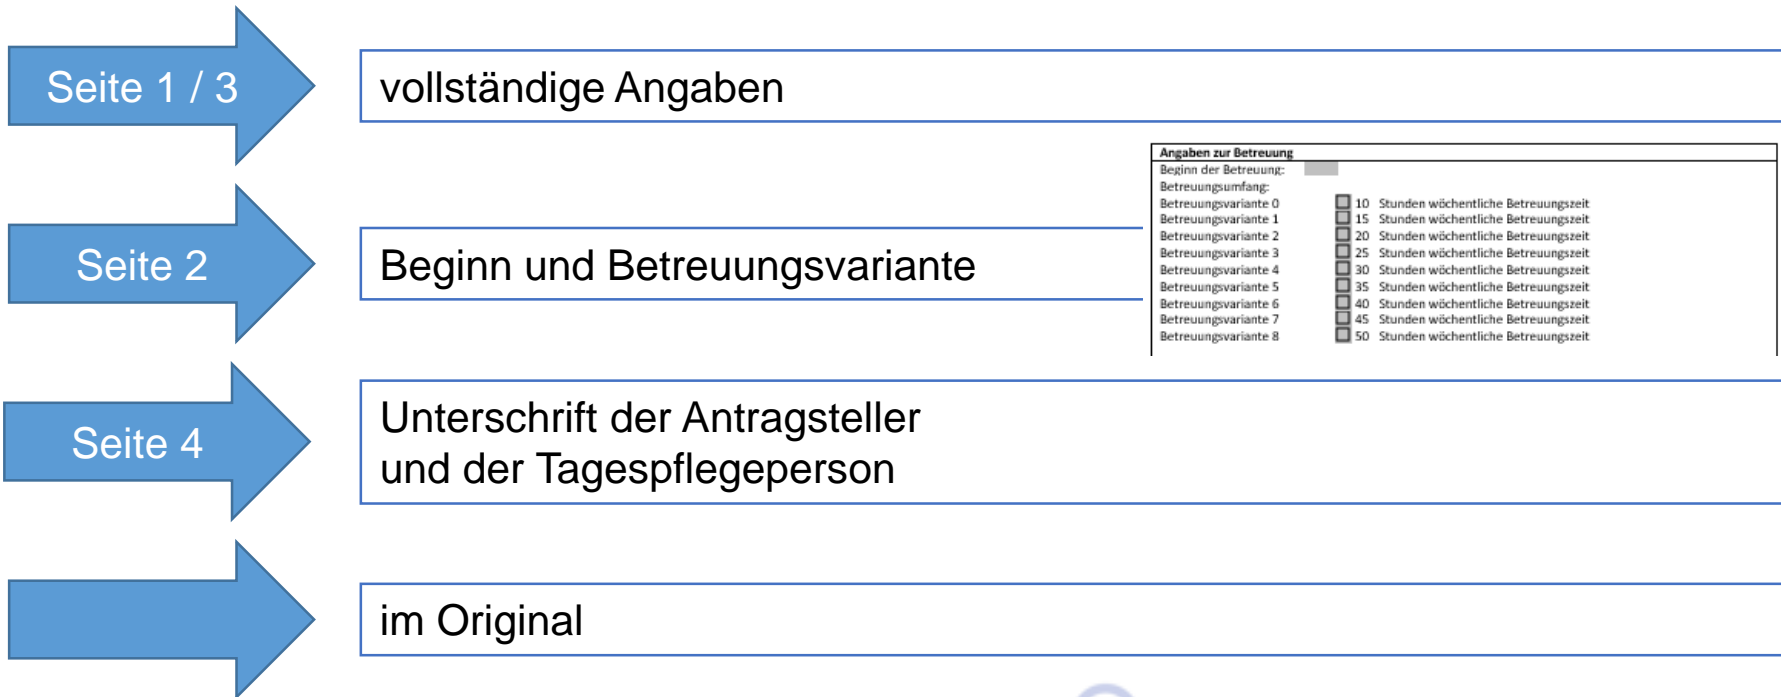 Seite 1 / 3
vollständige Angaben
Seite 2
Beginn und Betreuungsvariante
Angaben zur Betreuung
Beginn der Betreuung:
Betreuungsumfang:
Betreuungsvariante 0 10 Stunden wöchentliche Betreuungszeit
Betreuungsvariante 1 15 Stunden wöchentliche Betreuungszeit
Betreuungsvariante 2 20 Stunden wöchentliche Betreuungszeit
Betreuungsvariante 3 25 Stunden wöchentliche Betreuungszeit
Betreuungsvariante 4 30 Stunden wöchentliche Betreuungszeit
Betreuungsvariante 5 35 Stunden wöchentliche Betreuungszeit
Betreuungsvariante 6 40 Stunden wöchentliche Betreuungszeit
Betreuungsvariante 7 45 Stunden wöchentliche Betreuungszeit
Betreuungsvariante 8 50 Stunden wöchentliche Betreuungszeit
Seite 4
Unterschrift der Antragsteller
und der Tagespflegeperson
im Original